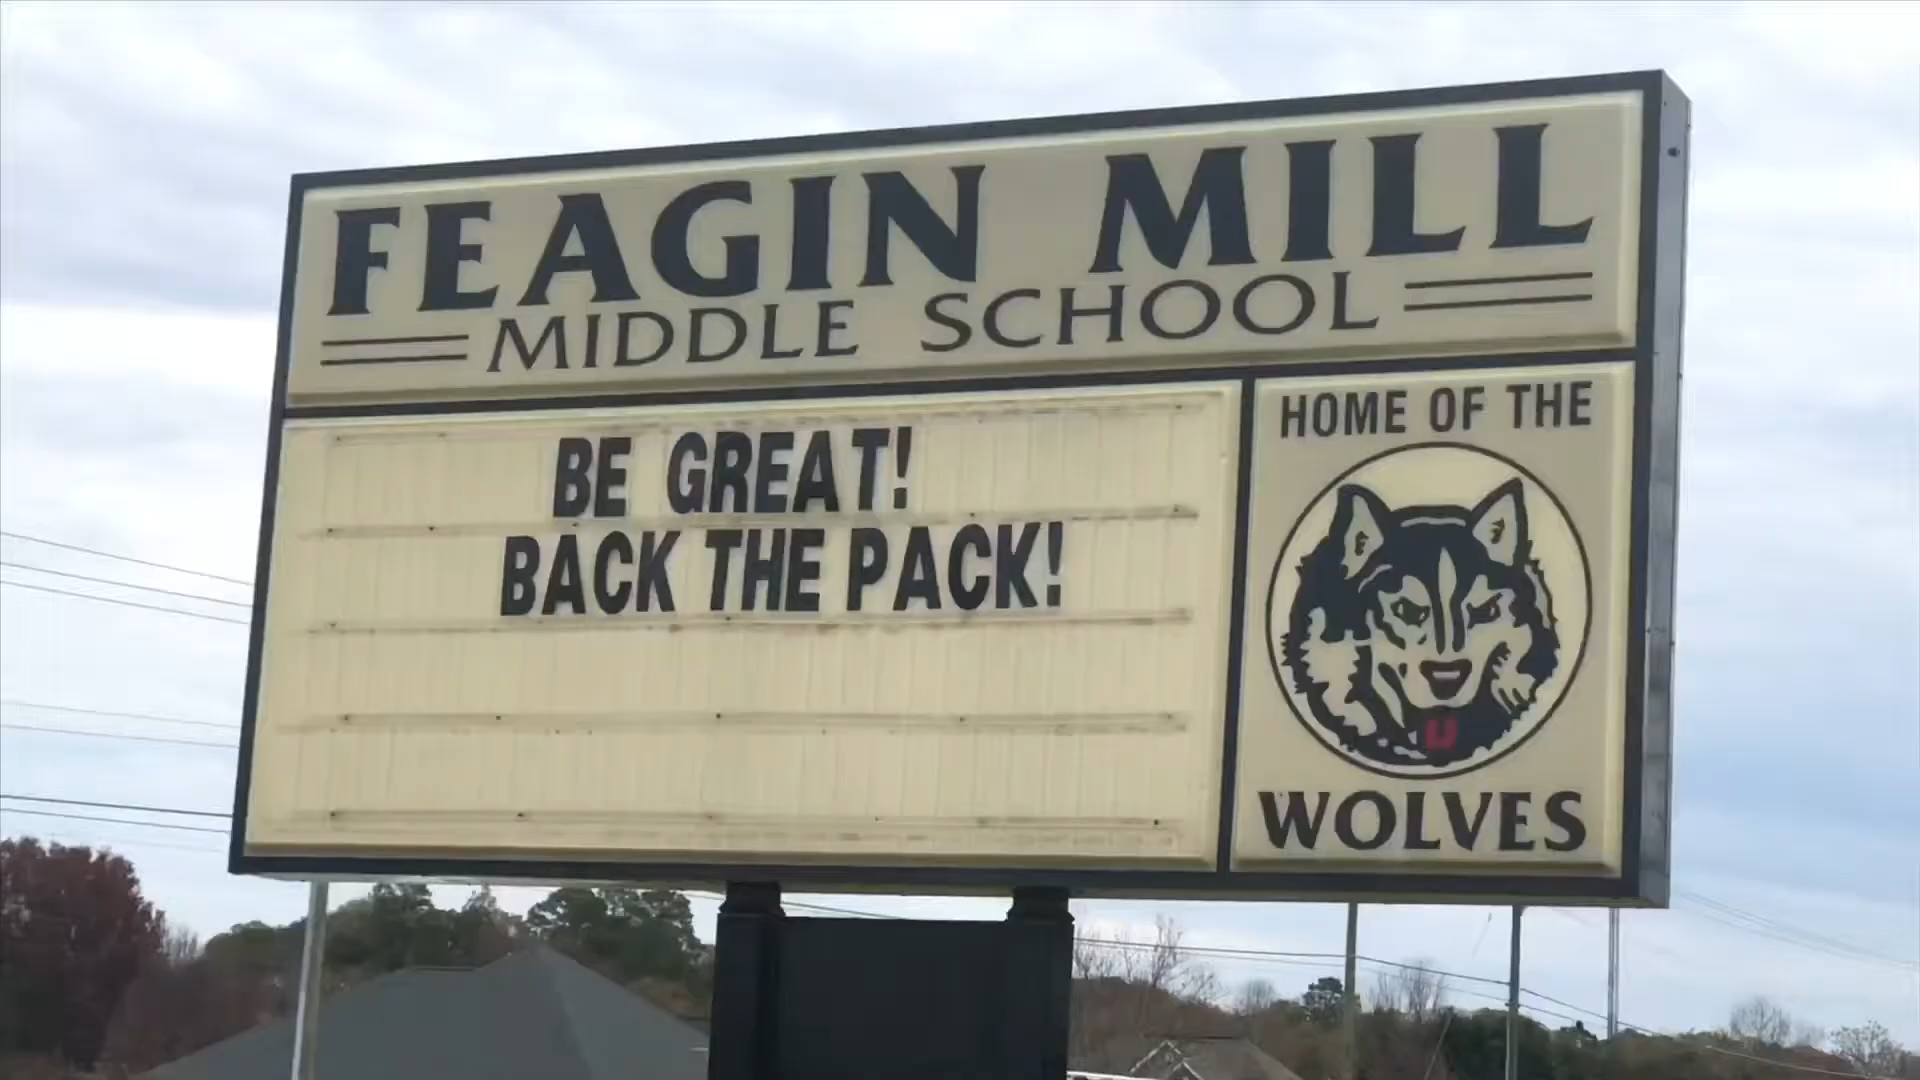 FEAGIN MILL
MIDDLE SCHOOL
BE GREAT!
BACK THE PACK!
HOME OF THE
WOLVES